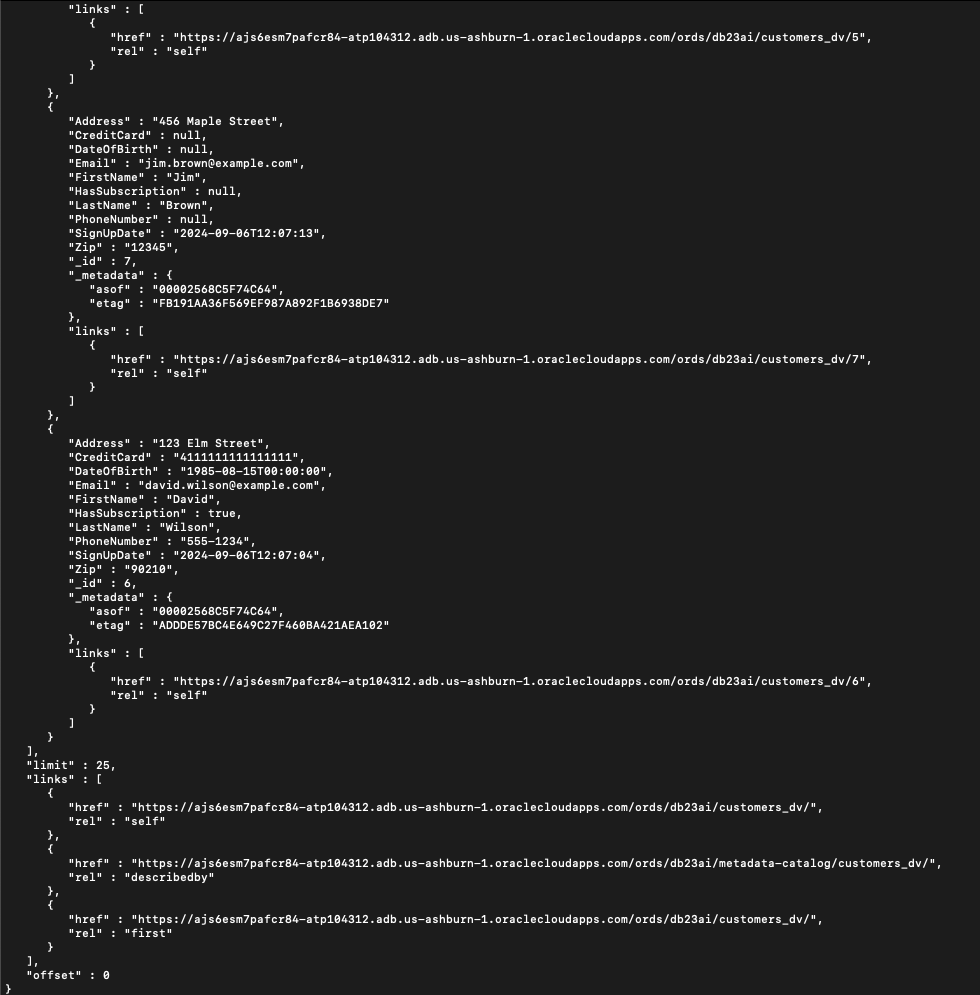 "links" : [
{
"href" : "https://ajs6esm7pafcr84-atp104312.adb.us-ashburn-1.oraclecloudapps.com/ords/db23ai/customers_dv/5",
"rel" : "self"
}
]
},
{
"Address" : "456 Maple Street",
"CreditCard" : null,
"DateOfBirth" : null,
"Email" : "jim.brown@example.com",
"FirstName" : "Jim",
"HasSubscription" : null,
"LastName" : "Brown",
"PhoneNumber" : null,
"SignUpDate" : "2024-09-06T12:07:13",
"Zip" : "12345",
"_id" : 7,
"_metadata" : {
"asof" : "00002568C5F74C64",
"etag" : "FB191AA36F569EF987A892F1B6938DE7"
},
"links" : [
{
"href" : "https://ajs6esm7pafcr84-atp104312.adb.us-ashburn-1.oraclecloudapps.com/ords/db23ai/customers_dv/7",
"rel" : "self"
}
]
},
{
"Address" : "123 Elm Street",
"CreditCard" : "4111111111111111",
"DateOfBirth" : "1985-08-15T00:00:00",
"Email" : "david.wilson@example.com",
"FirstName" : "David",
"HasSubscription" : true,
"LastName" : "Wilson",
"PhoneNumber" : "555-1234",
"SignUpDate" : "2024-09-06T12:07:04",
"Zip" : "90210",
"_id" : 6,
"_metadata" : {
"asof" : "00002568C5F74C64",
"etag" : "ADDDE57BC4E649C27F460BA421AEA102"
},
"links" : [
{
"href" : "https://ajs6esm7pafcr84-atp104312.adb.us-ashburn-1.oraclecloudapps.com/ords/db23ai/customers_dv/6",
"rel" : "self"
}
]
}
],
"limit" : 25,
"links" : [
{
"href" : "https://ajs6esm7pafcr84-atp104312.adb.us-ashburn-1.oraclecloudapps.com/ords/db23ai/customers_dv/",
"rel" : "self"
},
{
"href" : "https://ajs6esm7pafcr84-atp104312.adb.us-ashburn-1.oraclecloudapps.com/ords/db23ai/metadata-catalog/customers_dv/",
"rel" : "describedby"
},
{
"href" : "https://ajs6esm7pafcr84-atp104312.adb.us-ashburn-1.oraclecloudapps.com/ords/db23ai/customers_dv/",
"rel" : "first"
}
],
"offset" : 0
}